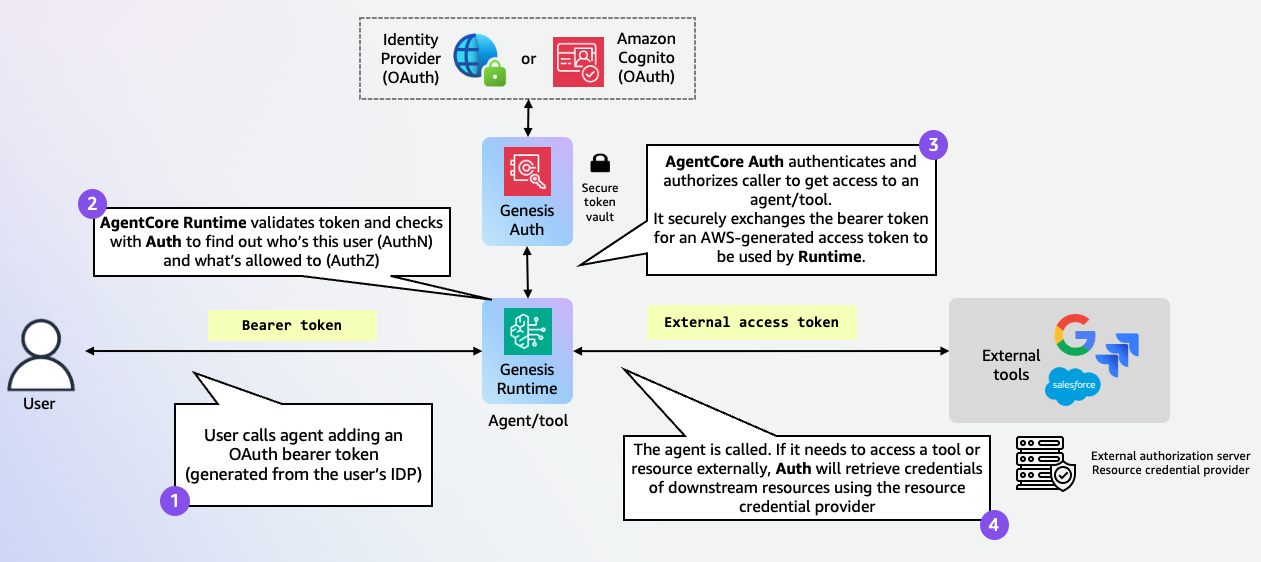 Identity
Provider
(OAuth)
or
Amazon
Cognito
(OAuth)
Genesis
Auth
Secure
token
vault
3
AgentCore Auth authenticates and
authorizes caller to get access to an
agent/tool.
It securely exchanges the bearer token
for an AWS-generated access token to
be used by Runtime.
2
AgentCore Runtime validates token and checks
with Auth to find out who's this user (AuthN)
and what's allowed to (AuthZ)
Bearer token
External access token
User
Genesis
Runtime
Agent/tool
External
tools
salesforce
User calls agent adding an
OAuth bearer token
(generated from the user's IDP)
1
The agent is called. If it needs to access a tool or
resource externally, Auth will retrieve credentials
of downstream resources using the resource
credential provider
4
External authorization server
Resource credential provider